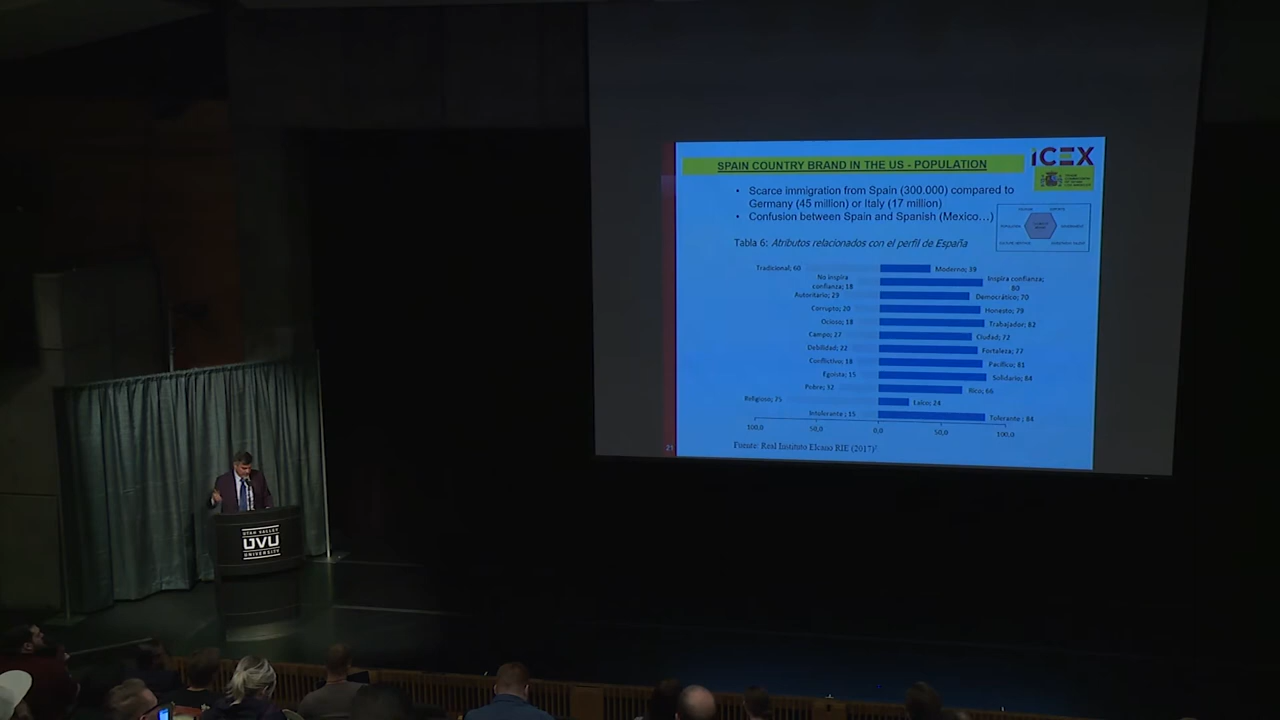 SPAIN COUNTRY BRAND IN THE US - POPULATION
ICEX
• Scarce immigration from Spain (300.000) compared to
Germany (45 million) or Italy (17 million)
• Confusion between Spain and Spanish (Mexico...)
Tabla 6: Atributos relacionados con el perfil de España
Tradicional; 60 Moderno; 39
No inspira
confianza; 18
Inspira confianza;
80
Autoritario; 29 Democrático; 70
Corrupto; 20 Honesto; 79
Ocioso; 18 Trabajador; 82
Campo; 27 Ciudad; 72
Debilidad; 22 Fortaleza; 77
Conflictivo; 18 Pacífico; 81
Egoísta; 15 Solidario; 84
Pobre; 32 Rico; 66
Religioso; 75 Laico; 24
Intolerante; 15 Tolerante; 84
100,0 50,0 0,0 50,0 100,0
Fuente: Real Instituto Elcano RIE (2017)
21
UTAH VALLEY
UVU
UNIVERSITY